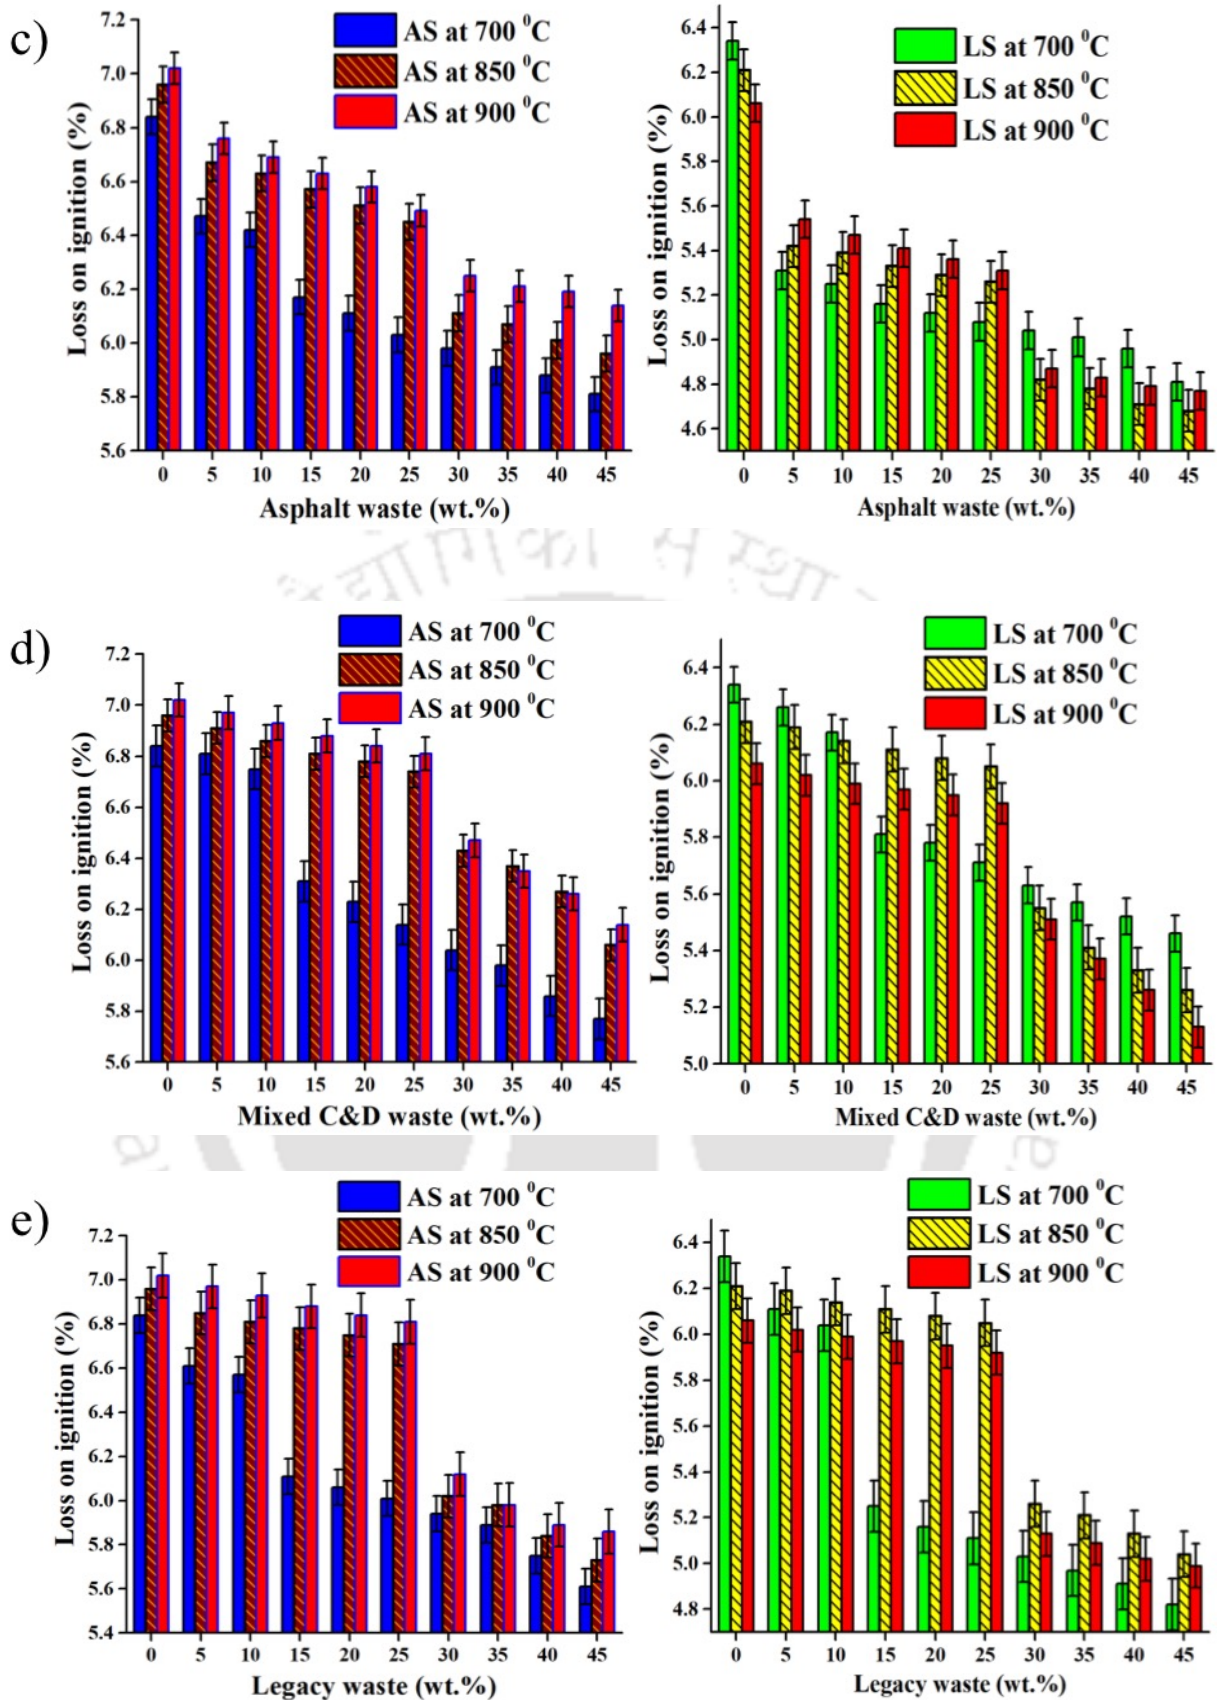 c)
AS at 700 ⁰C
AS at 850 ⁰C
AS at 900 ⁰C
Loss on ignition (%)
7.2
7.0
6.8
6.6
6.4
6.2
6.0
5.8
5.6
0 5 10 15 20 25 30 35 40 45
Asphalt waste (wt.%)
LS at 700 ⁰C
LS at 850 ⁰C
LS at 900 ⁰C
Loss on ignition (%)
6.4
6.2
6.0
5.8
5.6
5.4
5.2
5.0
4.8
4.6
0 5 10 15 20 25 30 35 40 45
Asphalt waste (wt.%)
d)
AS at 700 ⁰C
AS at 850 ⁰C
AS at 900 ⁰C
Loss on ignition (%)
7.2
7.0
6.8
6.6
6.4
6.2
6.0
5.8
5.6
0 5 10 15 20 25 30 35 40 45
Mixed C&D waste (wt.%)
LS at 700 ⁰C
LS at 850 ⁰C
LS at 900 ⁰C
Loss on ignition (%)
6.4
6.2
6.0
5.8
5.6
5.4
5.2
5.0
0 5 10 15 20 25 30 35 40 45
Mixed C&D waste (wt.%)
e)
AS at 700 ⁰C
AS at 850 ⁰C
AS at 900 ⁰C
Loss on ignition (%)
7.2
7.0
6.8
6.6
6.4
6.2
6.0
5.8
5.6
5.4
0 5 10 15 20 25 30 35 40 45
Legacy waste (wt.%)
LS at 700 ⁰C
LS at 850 ⁰C
LS at 900 ⁰C
Loss on ignition (%)
6.4
6.2
6.0
5.8
5.6
5.4
5.2
5.0
4.8
0 5 10 15 20 25 30 35 40 45
Legacy waste (wt.%)